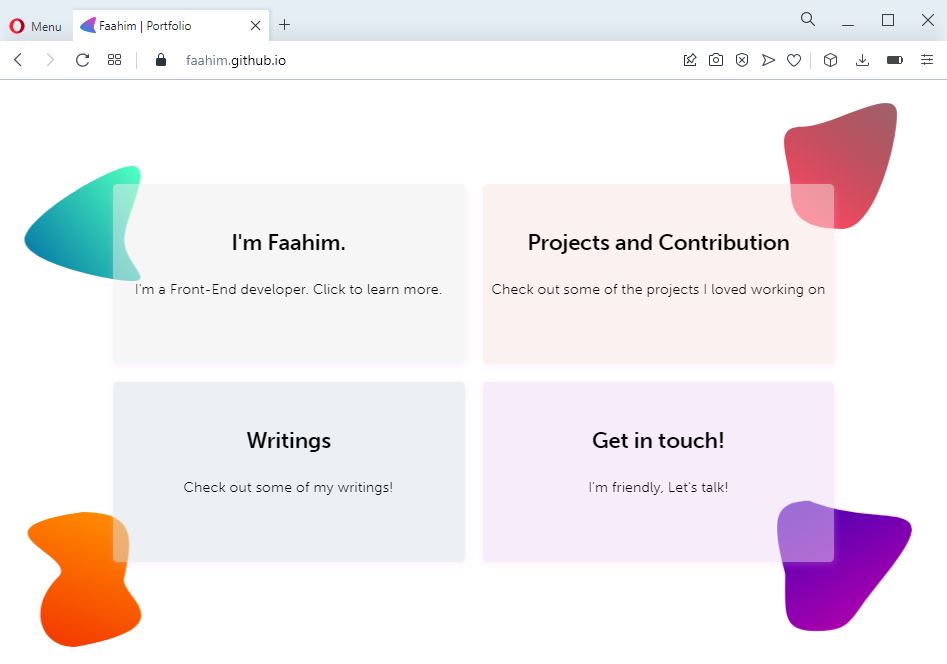 Menu
Faahim | Portfolio
faahim.github.io
I'm Faahim.
I'm a Front-End developer. Click to learn more.
Projects and Contribution
Check out some of the projects I loved working on
Writings
Check out some of my writings!
Get in touch!
I'm friendly, Let's talk!